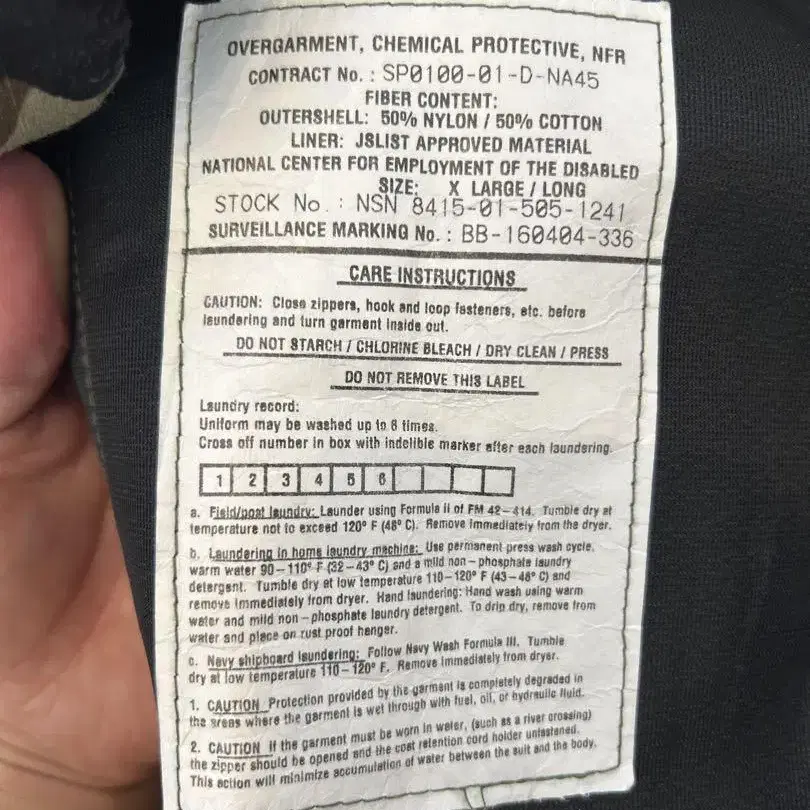 OVERGARMENT, CHEMICAL PROTECTIVE, NFR
CONTRACT No. : SP0100-01-D-NA45
FIBER CONTENT:
OUTERSHELL: 50% NYLON / 50% COTTON
LINER: JSLIST APPROVED MATERIAL
NATIONAL CENTER FOR EMPLOYMENT OF THE DISABLED
SIZE: X LARGE / LONG
STOCK No. : NSN 8415-01-505-1241
SURVEILLANCE MARKING No. : BB-160404-336
CARE INSTRUCTIONS
CAUTION: Close zippers, hook and loop fasteners, etc. before
laundering and turn garment inside out.
DO NOT STARCH / CHLORINE BLEACH / DRY CLEAN / PRESS
DO NOT REMOVE THIS LABEL
Laundry record:
Uniform may be washed up to 6 times.
Cross off number in box with indelible marker after each laundering.
1 2 3 4 5 6
a. Field/post laundry: Launder using Formula II of FM 42-414. Tumble dry at
temperature not to exceed 120° F (48° C). Remove immediately from the dryer.
b. Laundering in home laundry machine: Use permanent press wash cycle,
warm water 90-110° F (32-43° C) and a mild non-phosphate laundry
detergent. Tumble dry at low temperature 110-120° F (43-48° C) and
remove immediately from dryer. Hand laundering: Hand wash using warm
water and mild non-phosphate laundry detergent. To drip dry, remove from
water and place on rust proof hanger.
c. Navy shipboard laundering: Follow Navy Wash Formula III. Tumble
dry at low temperature 110-120° F. Remove immediately from dryer.
1. CAUTION Protection provided by the garment is completely degraded in
the areas where the garment is wet through with fuel, oil, or hydraulic fluid.
2. CAUTION If the garment must be worn in water, (such as a river crossing)
the zipper should be opened and the coat retention cord holder unfastened.
This action will minimize accumulation of water between the suit and the body.